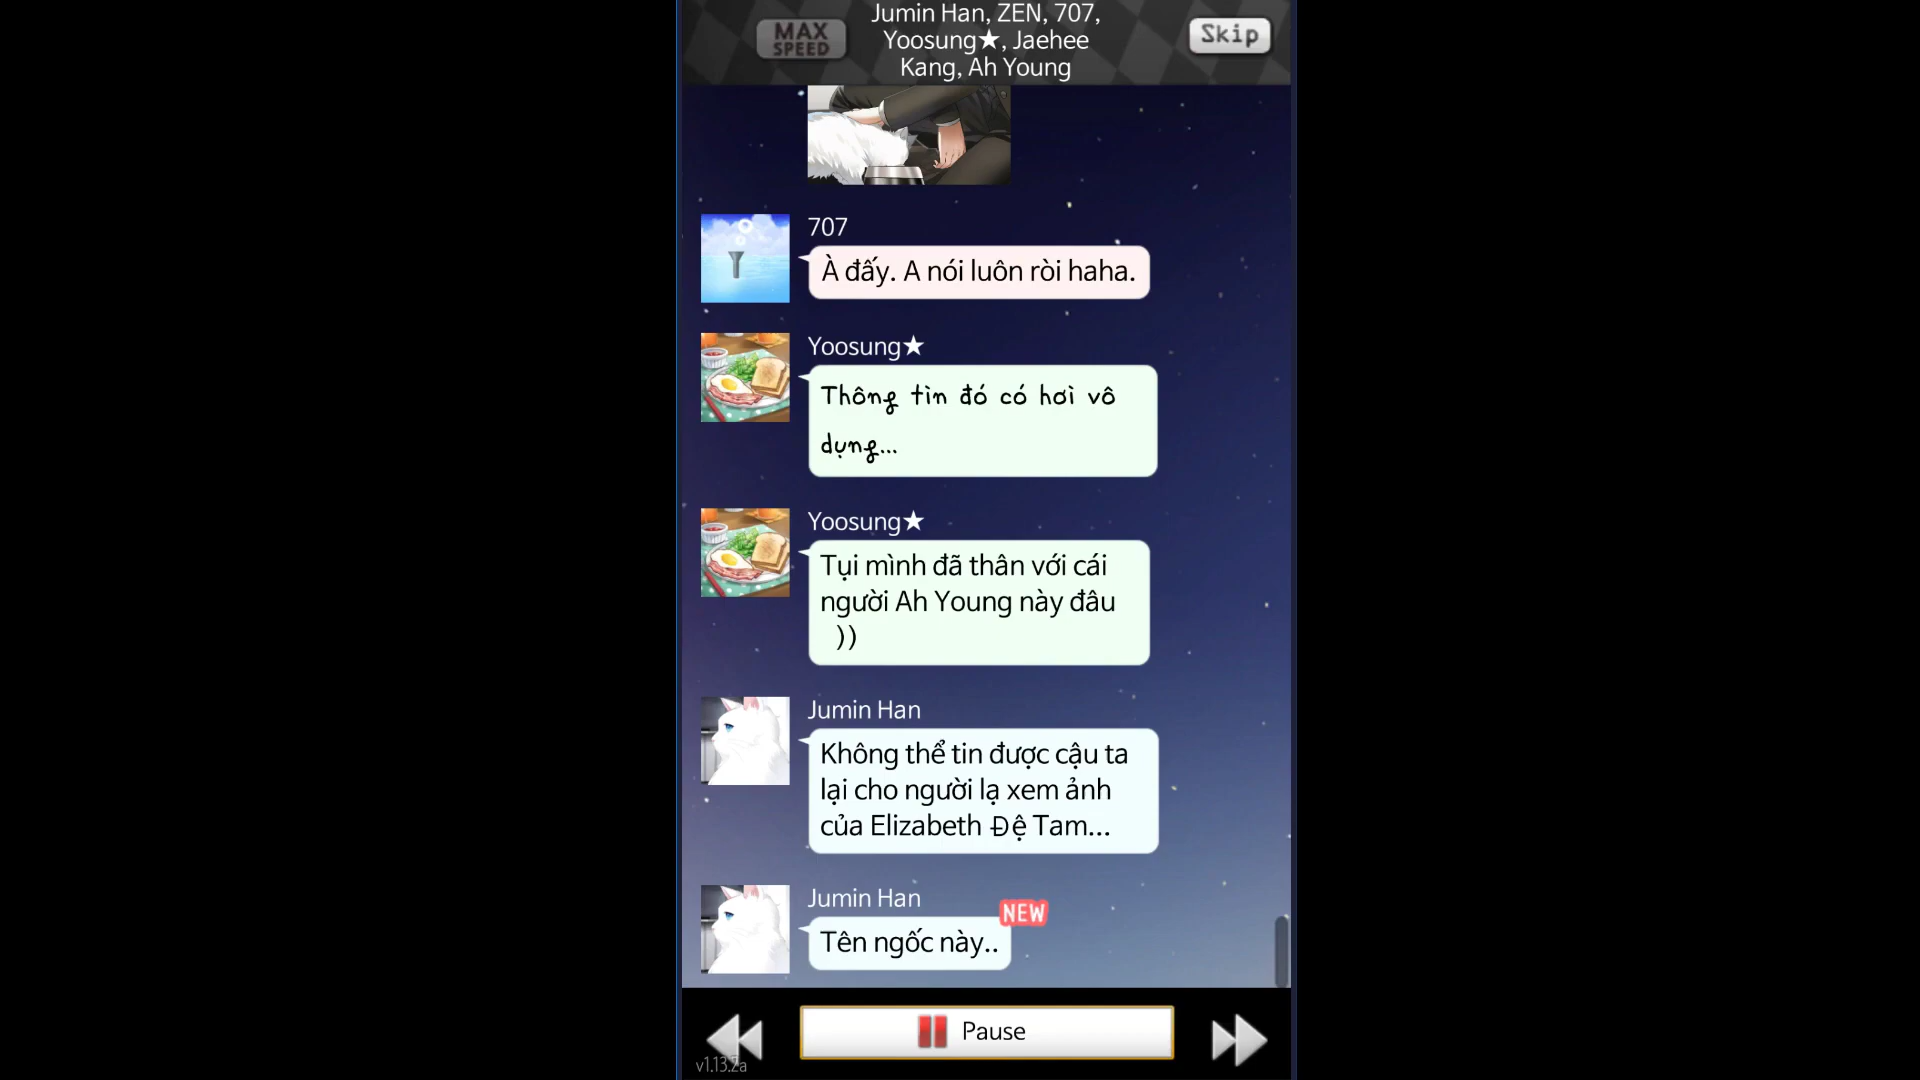 MAX
SPEED
Jumin Han, ZEN, 707,
Yoosung★, Jaehee
Kang, Ah Young
Skip
707
À đấy. A nói luôn ròi haha.
Yoosung★
Thông tin đó có hơi vô
dụng...
Yoosung★
Tụi mình đã thân với cái
người Ah Young này đâu
))
Jumin Han
Không thể tin được cậu ta
lại cho người lạ xem ảnh
của Elizabeth Đệ Tam...
Jumin Han
NEW
Tên ngốc này..
Pause
v1.13.2a